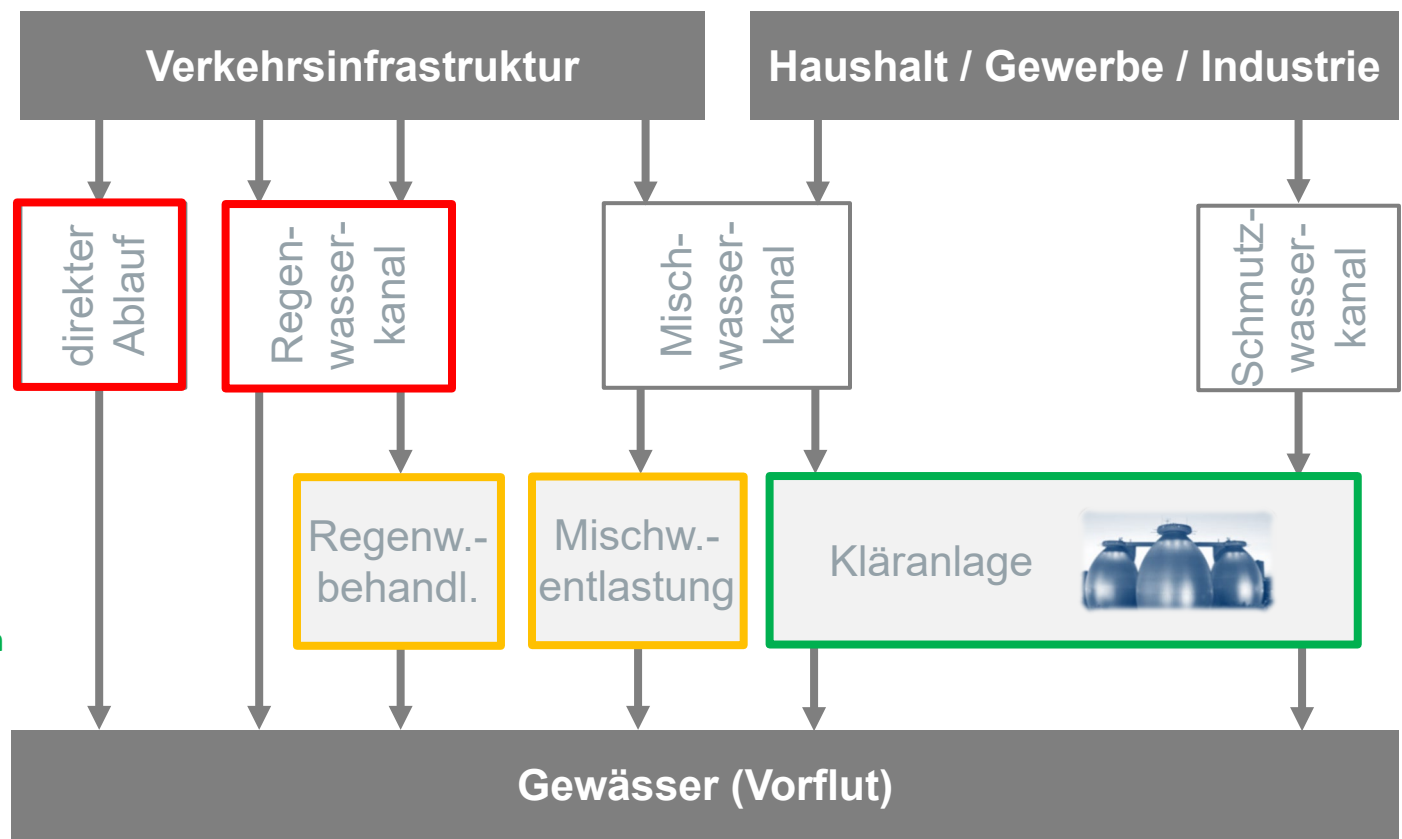 Verkehrsinfrastruktur
Haushalt / Gewerbe / Industrie
direkter
Ablauf
Regen-
wasser-
kanal
Misch-
wasser-
kanal
Schmutz-
wasser-
kanal
Regenw.-
behandl.
Mischw.-
entlastung
Kläranlage
Gewässer (Vorflut)